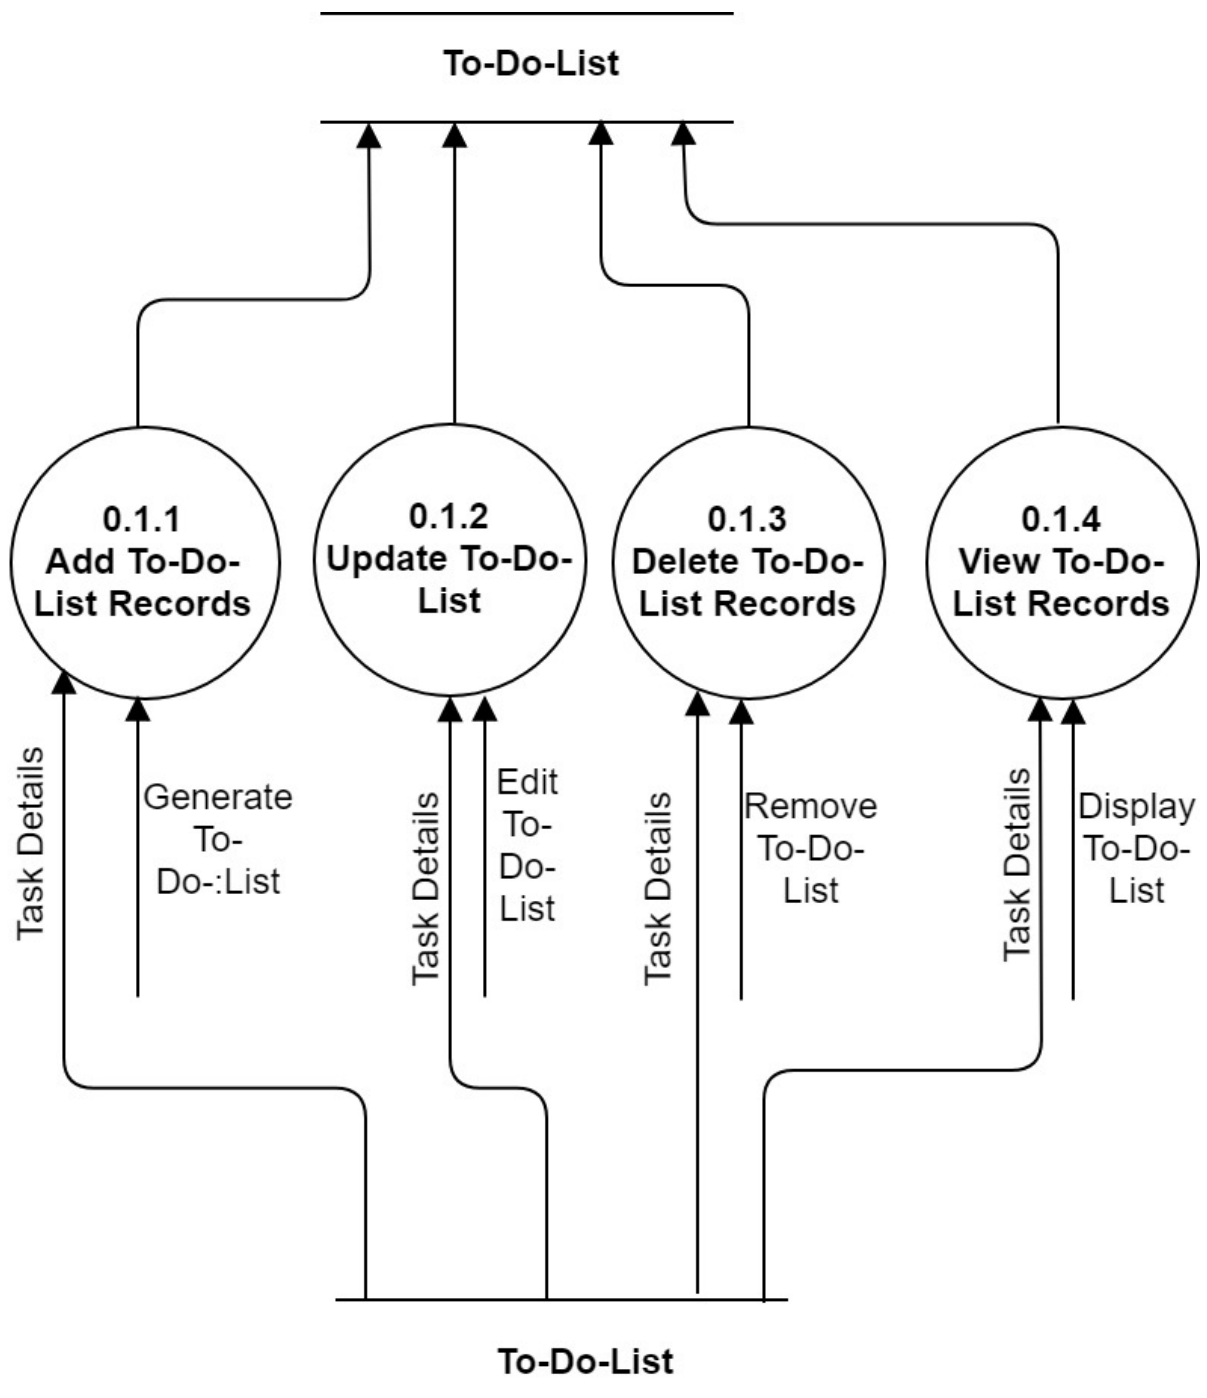 To-Do-List
0.1.1
Add To-Do-
List Records
0.1.2
Update To-Do-
List
0.1.3
Delete To-Do-
List Records
0.1.4
View To-Do-
List Records
Task Details
Generate
To-
Do-:List
Task Details
Edit
To-
Do-
List
Task Details
Remove
To-Do-
List
Task Details
Display
To-Do-
List
To-Do-List